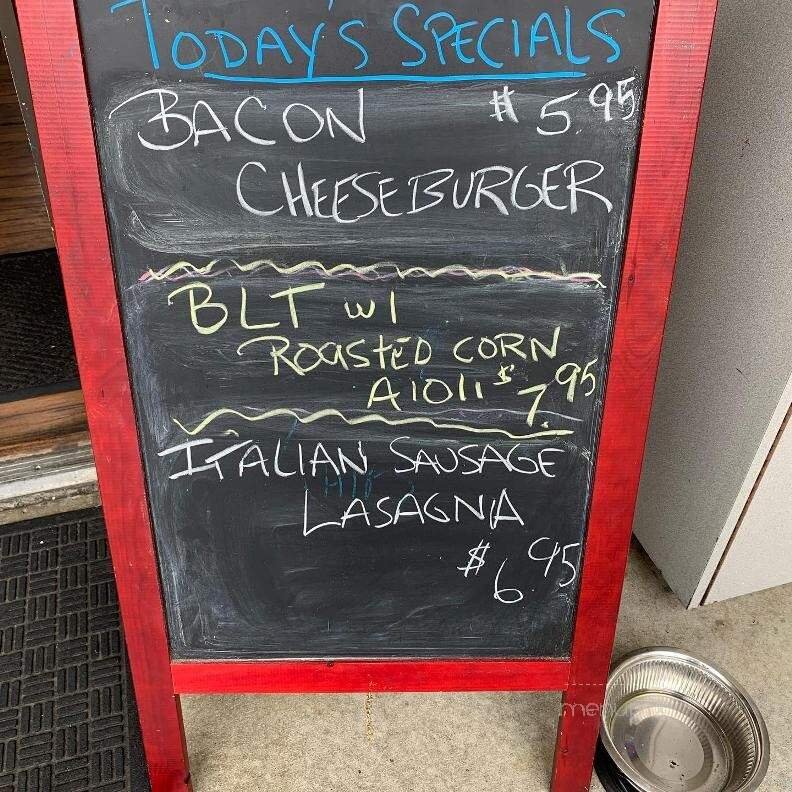 TODAY'S SPECIALS
BACON $5.95
CHEESEBURGER
BLT w/
ROASTED CORN
AIOLI $7.95
ITALIAN SAUSAGE
LASAGNA
$6.95